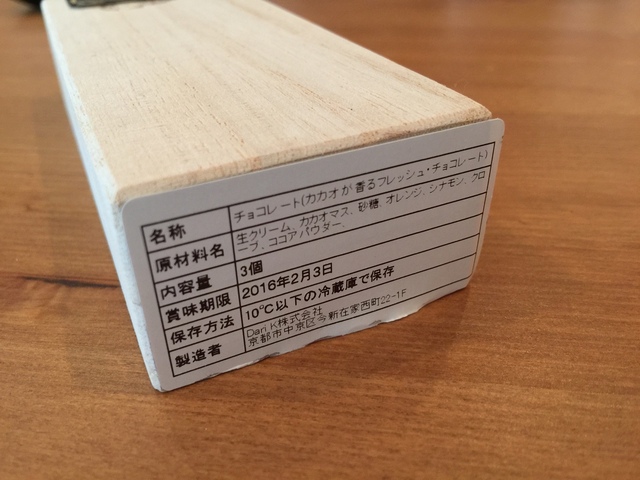 名称 チョコレート(カカオが香るフレッシュ・チョコレート)
原材料名 生クリーム、カカオマス、砂糖、オレンジ、シナモン、クロ
ーブ、ココアパウダー、
内容量 3個
賞味期限 2016年2月3日
保存方法 10℃以下の冷蔵庫で保存
製造者 Dari K株式会社
京都市中京区今新在家西町22-1F